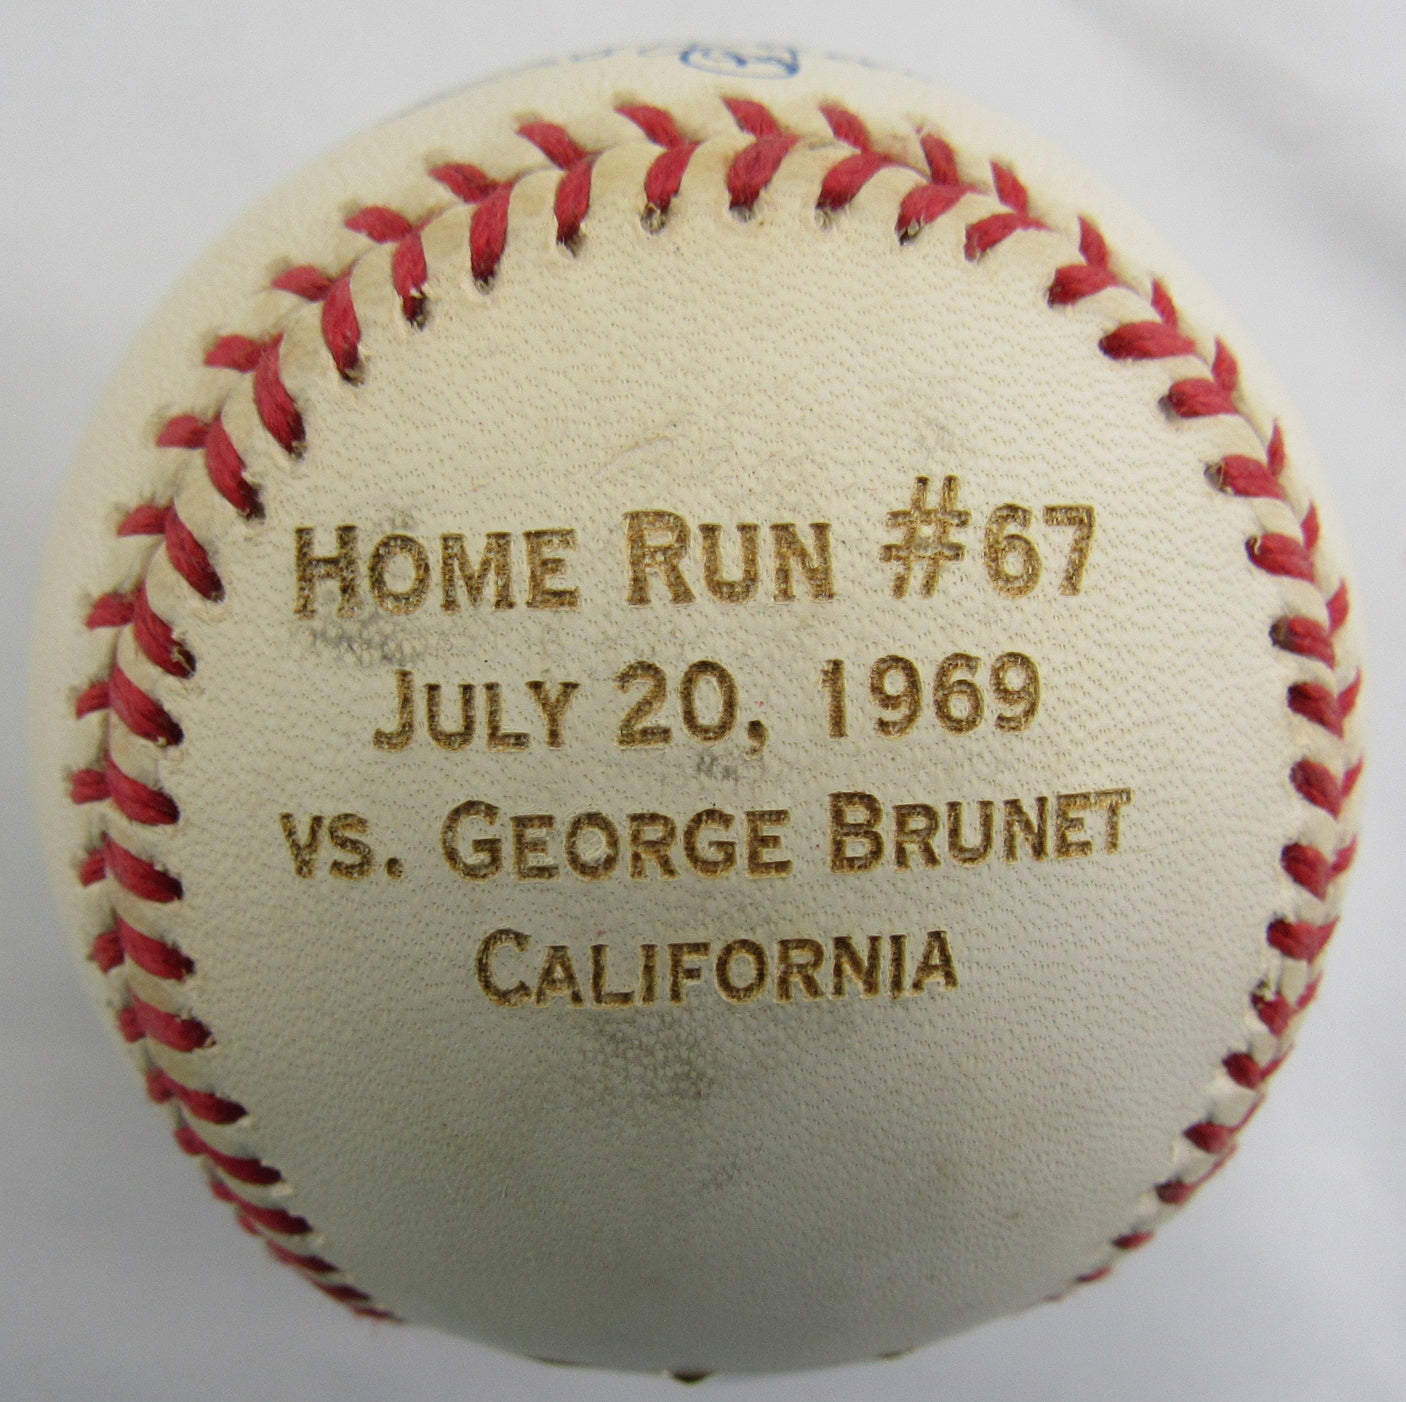 HOME RUN #67
JULY 20, 1969
VS. GEORGE BRUNET
CALIFORNIA